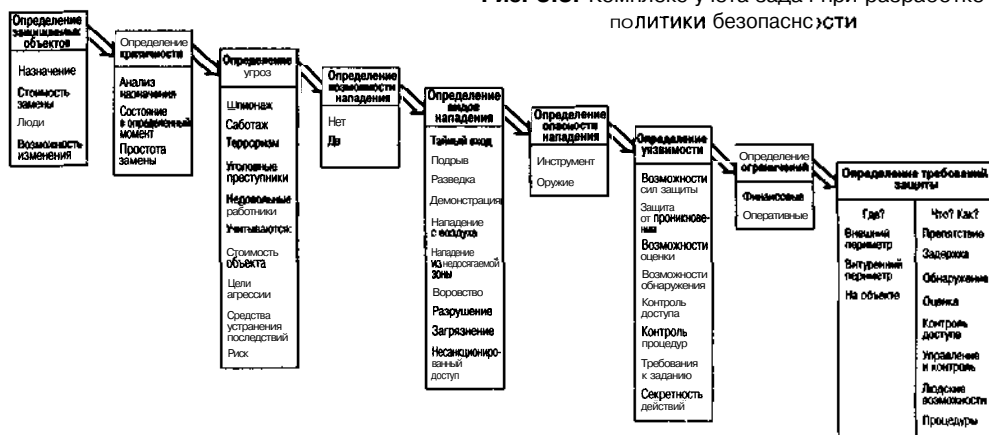 Рис. 3.3. Комплекс учета задач при разработке
политики безопасности
Определение
защищаемых
объектов
Назначение
Стоимость
замены
Люди
Возможность
изменения
Определение
критичности
Анализ
назначения
Состояние
в определенный
момент
Простота
замены
Определение
угроз
Шпионаж
Саботаж
Терроризм
Уголовные
преступники
Недовольные
работники
Учитываются:
Стоимость
объекта
Цели
агрессии
Средства
устранения
последствий
Риск
Определение
возможности
нападения
Нет
Да
Определение
видов
нападения
Тайный вход
Подрыв
Разведка
Демонстрация
Нападение
с воздуха
Нападение
из недосягаемой
зоны
Воровство
Разрушение
Загрязнение
Несанкциониро-
ванный
доступ
Определение
опасности
нападения
Инструмент
Оружие
Определение
уязвимости
Возможности
сил защиты
Защита
от проникнове-
ния
Возможности
оценки
Возможности
обнаружения
Контроль
доступа
Контроль
процедур
Требования
к заданию
Секретность
действий
Определение
ограничений
Финансовые
Оперативные
Определение требований
защиты
Где?
Внешний
периметр
Внтуренний
периметр
На объекте
Что? Как?
Препятствие
Задержка
Обнаружение
Оценка
Контроль
доступа
Управление
и контроль
Людские
возможности
Процедуры